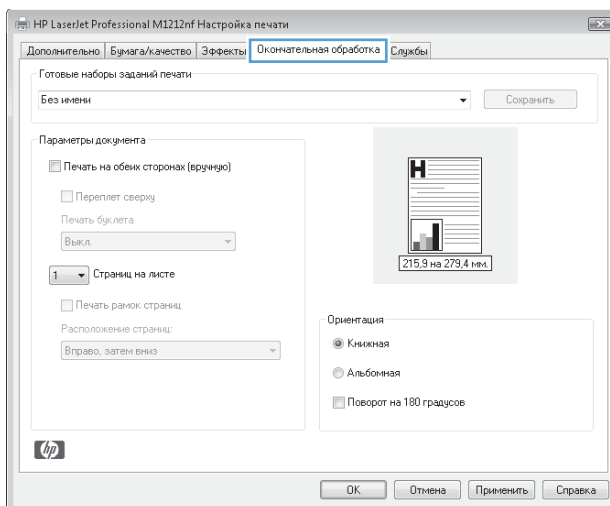 HP LaserJet Professional M1212nf Настройка печати
Дополнительно Бумага/качество Эффекты Окончательная обработка Службы
Готовые наборы заданий печати
Без имени Сохранить
Параметры документа
Печать на обеих сторонах (вручную)
Переплет сверху
Печать буклета
Выкл.
1 Страниц на листе
Печать рамок страниц
Расположение страниц:
Вправо, затем вниз
H
215,9 на 279,4 мм.
Ориентация
Книжная
Альбомная
Поворот на 180 градусов
hp
OK Отмена Применить Справка